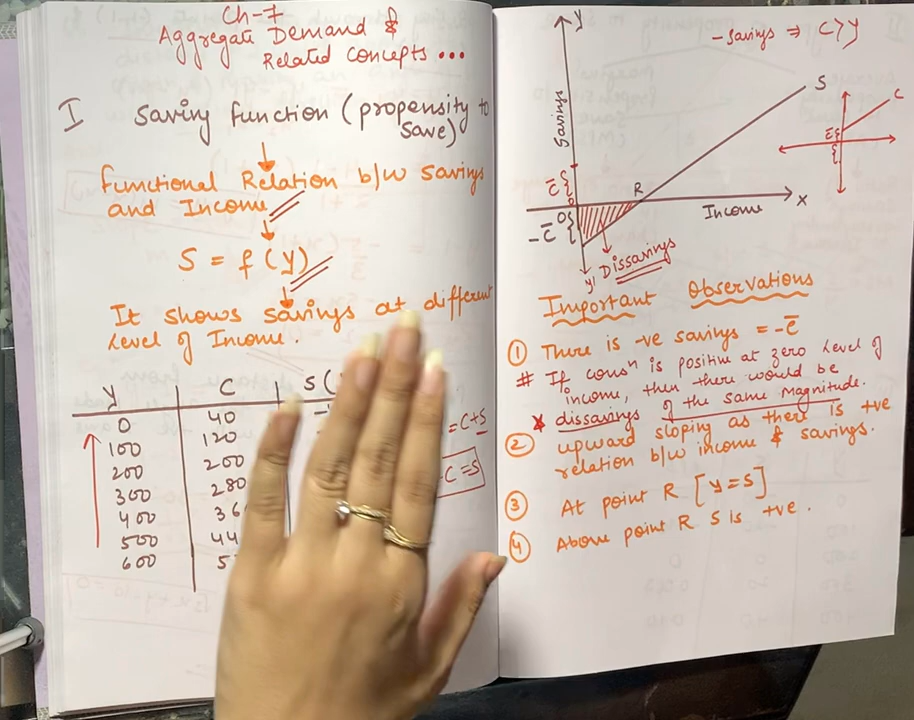 Ch-7
Aggregate Demand &
Related Concepts ...
I Saving function (propensity to
Save)
functional Relation b/w savings
and Income
S = f (Y)
It shows savings at different
level of Income.
Y C S (
0 40
100 120
200 200
300 280
400 36
500 44
600 5
= C+S
-C = S
- savings ⇒ C>Y
Y
Savings
S
C
C̄
R
O
-C̄
Income X
Y'
Dissavings
Important Observations
① There is -ve savings = -C̄
# If consn is positive at zero level of
income, then there would be
* dissavings of the same magnitude.
② upward sloping as there is +ve
relation b/w income & savings.
③ At point R [Y=S]
④ Above point R S is +ve.